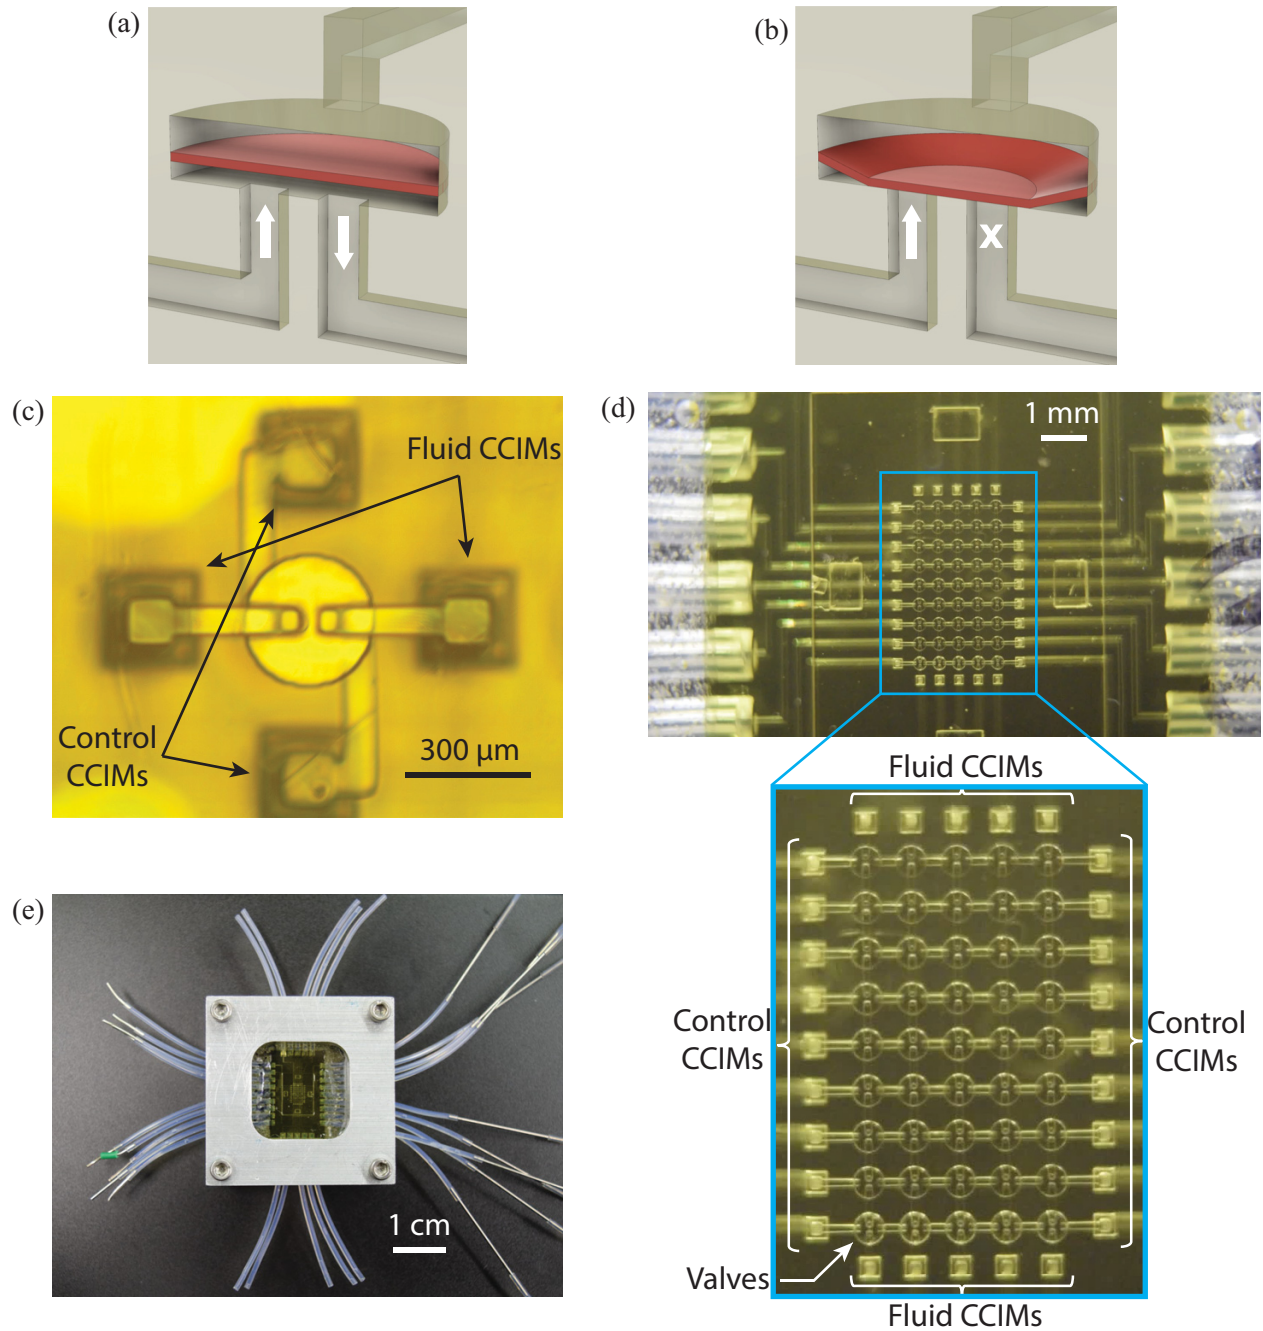 (a)
(b)
X
(c)
Fluid CCIMs
Control
CCIMs
300 µm
(d)
1 mm
Fluid CCIMs
Control
CCIMs
Control
CCIMs
Valves
Fluid CCIMs
(e)
1 cm